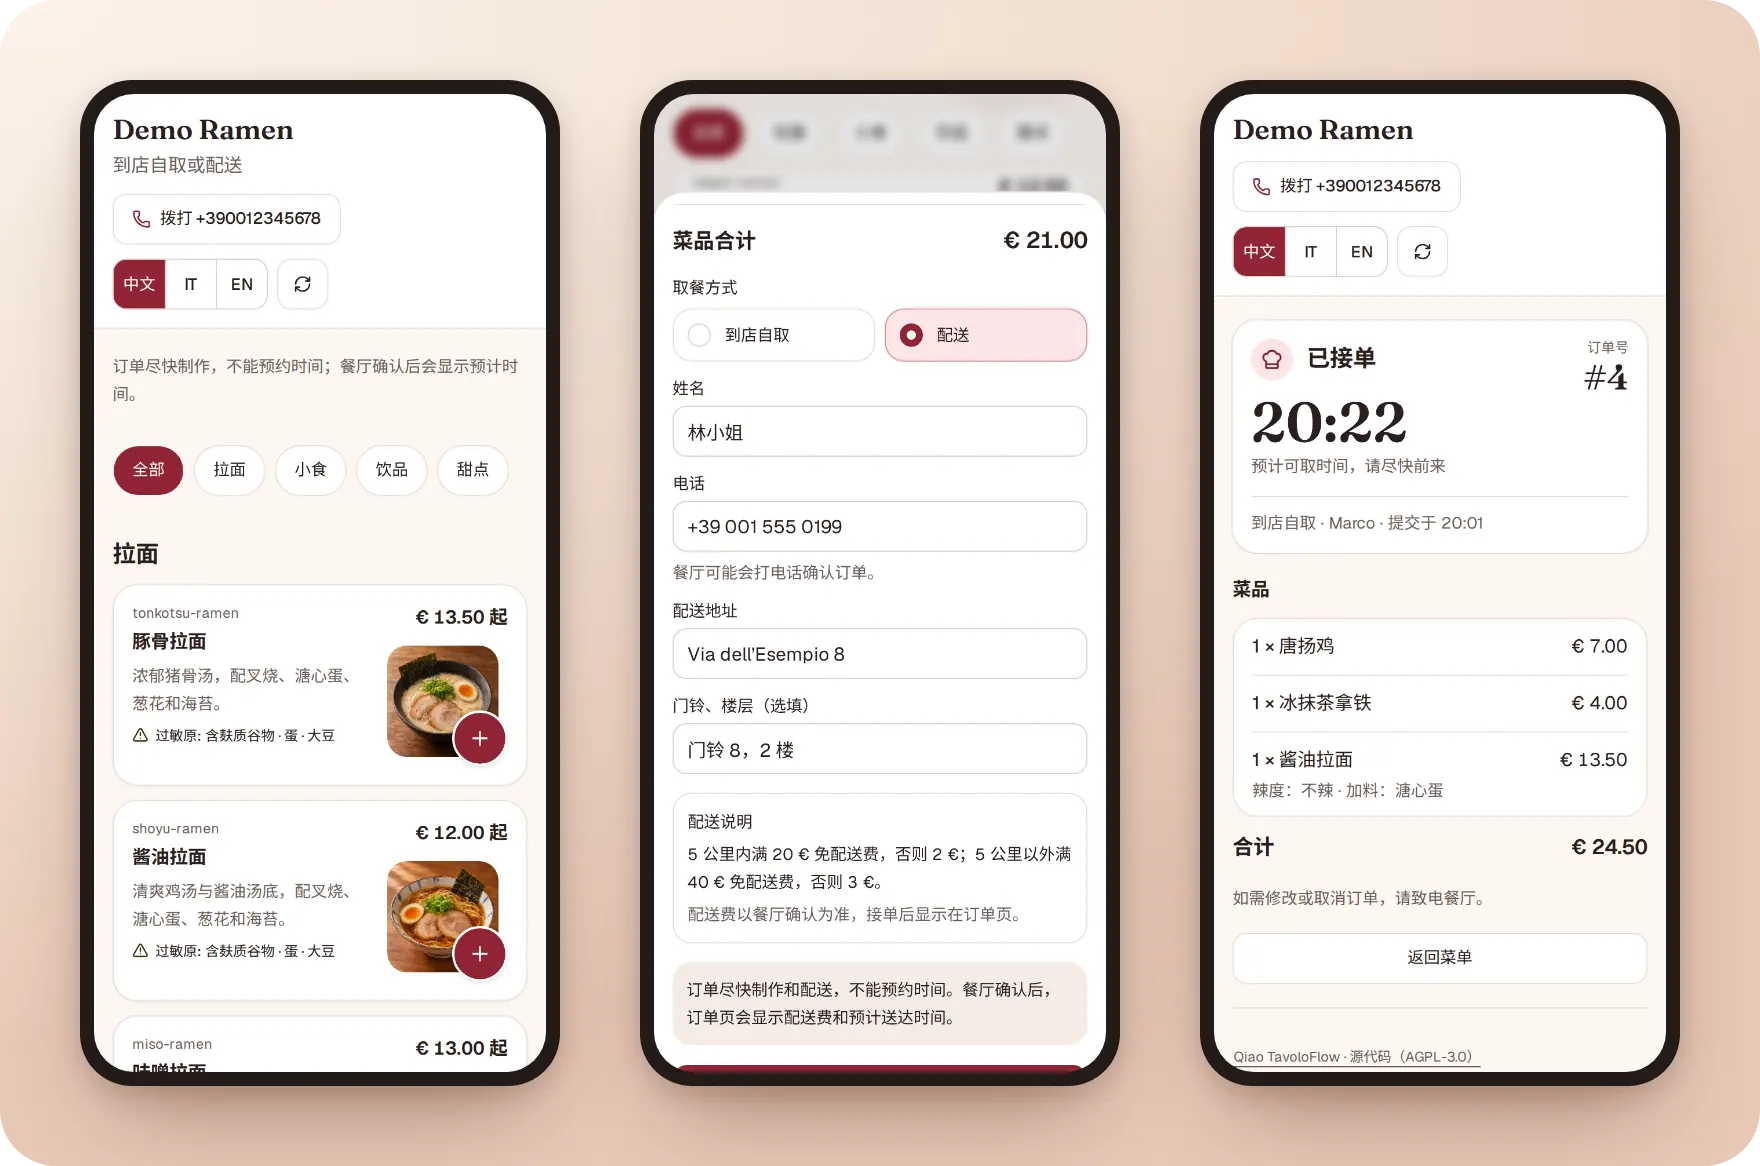 Demo Ramen
到店自取或配送
拨打 +390012345678
中文 IT EN
订单尽快制作，不能预约时间；餐厅确认后会显示预计时
间。
全部 拉面 小食 饮品 甜点
拉面
tonkotsu-ramen
€ 13.50 起
豚骨拉面
浓郁猪骨汤，配叉烧、溏心蛋、
葱花和海苔。
过敏原: 含麸质谷物 · 蛋 · 大豆
shoyu-ramen
€ 12.00 起
酱油拉面
清爽鸡汤与酱油汤底，配叉烧、
溏心蛋、葱花和海苔。
过敏原: 含麸质谷物 · 蛋 · 大豆
miso-ramen
€ 13.00 起
味噌拉面
菜品合计 € 21.00
取餐方式
到店自取 配送
姓名
林小姐
电话
+39 001 555 0199
餐厅可能会打电话确认订单。
配送地址
Via dell'Esempio 8
门铃、楼层（选填）
门铃 8，2 楼
配送说明
5 公里内满 20 € 免配送费，否则 2 €；5 公里以外满
40 € 免配送费，否则 3 €。
配送费以餐厅确认为准，接单后显示在订单页。
订单尽快制作和配送，不能预约时间。餐厅确认后，
订单页会显示配送费和预计送达时间。
Demo Ramen
拨打 +390012345678
中文 IT EN
已接单
订单号
#4
20:22
预计可取时间，请尽快前来
到店自取 · Marco · 提交于 20:01
菜品
1 × 唐扬鸡 € 7.00
1 × 冰抹茶拿铁 € 4.00
1 × 酱油拉面 € 13.50
辣度：不辣 · 加料：溏心蛋
合计 € 24.50
如需修改或取消订单，请致电餐厅。
返回菜单
Qiao TavoloFlow · 源代码（AGPL-3.0）